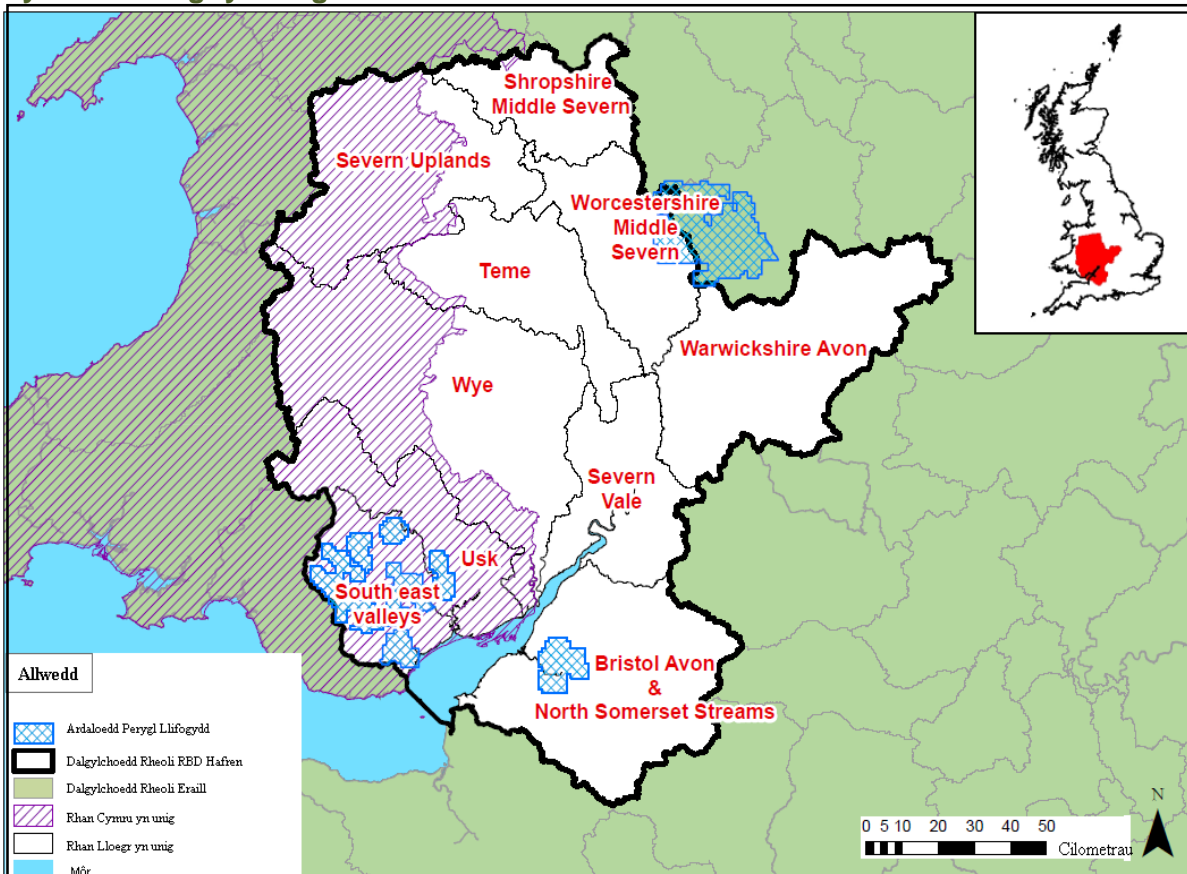 Shropshire
Middle Severn
Severn Uplands
Worcestershire
Middle
Severn
Teme
Warwickshire Avon
Wye
Severn
Vale
Usk
South east
valleys
Bristol Avon
&
North Somerset Streams
Allwedd
Ardaloedd Perygl Llifogydd
Dalgylchoedd Rheoli RBD Hafren
Dalgylchoedd Rheoli Eraill
Rhan Cymru yn unig
Rhan Lloegr yn unig
Môr
N
0 5 10 20 30 40 50
Cilometrau